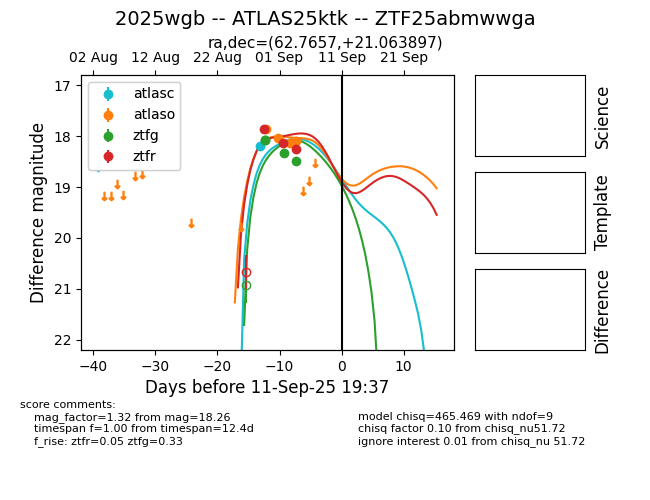 2025wgb -- ATLAS25ktk -- ZTF25abmwwga
ra,dec=(62.7657,+21.063897)
02 Aug 12 Aug 22 Aug 01 Sep 11 Sep 21 Sep
17
18
19
20
21
22
Difference magnitude
atlasc
atlaso
ztfg
ztfr
−40 −30 −20 −10 0 10
Days before 11-Sep-25 19:37
Science
Template
Difference
score comments:
mag_factor=1.32 from mag=18.26
timespan f=1.00 from timespan=12.4d
f_rise: ztfr=0.05 ztfg=0.33
model chisq=465.469 with ndof=9
chisq factor 0.10 from chisq_nu51.72
ignore interest 0.01 from chisq_nu 51.72